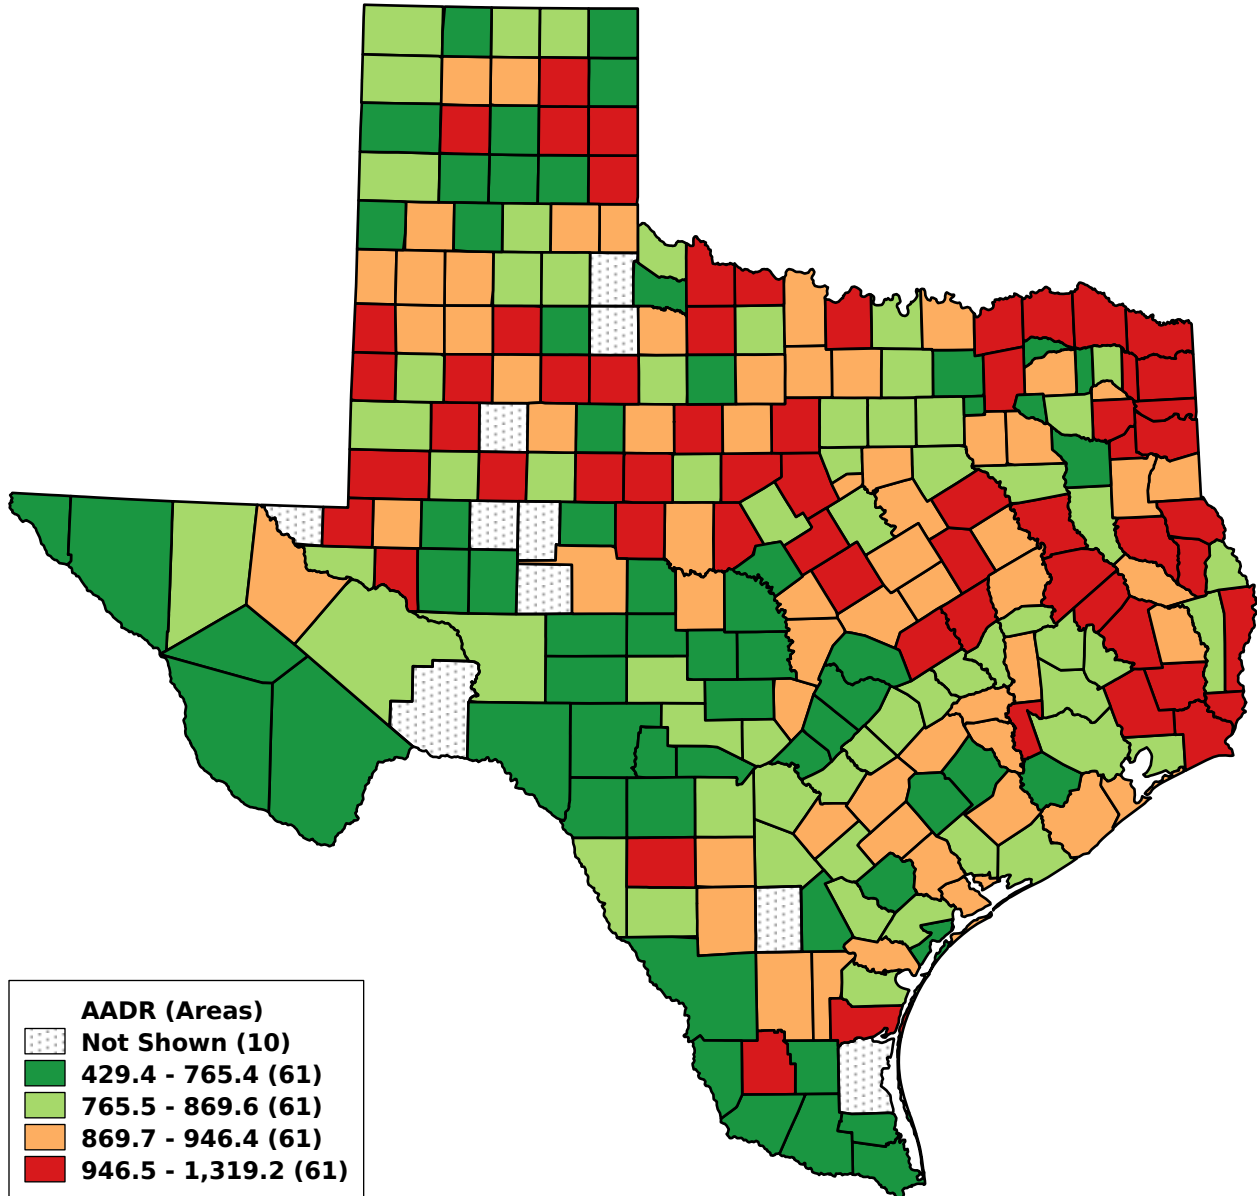 AADR (Areas)
Not Shown (10)
429.4 - 765.4 (61)
765.5 - 869.6 (61)
869.7 - 946.4 (61)
946.5 - 1,319.2 (61)